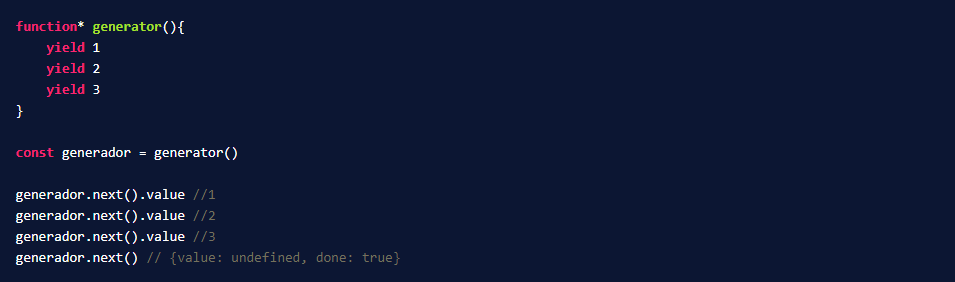 function* generator(){
    yield 1
    yield 2
    yield 3
}

const generador = generator()

generador.next().value //1
generador.next().value //2
generador.next().value //3
generador.next() // {value: undefined, done: true}